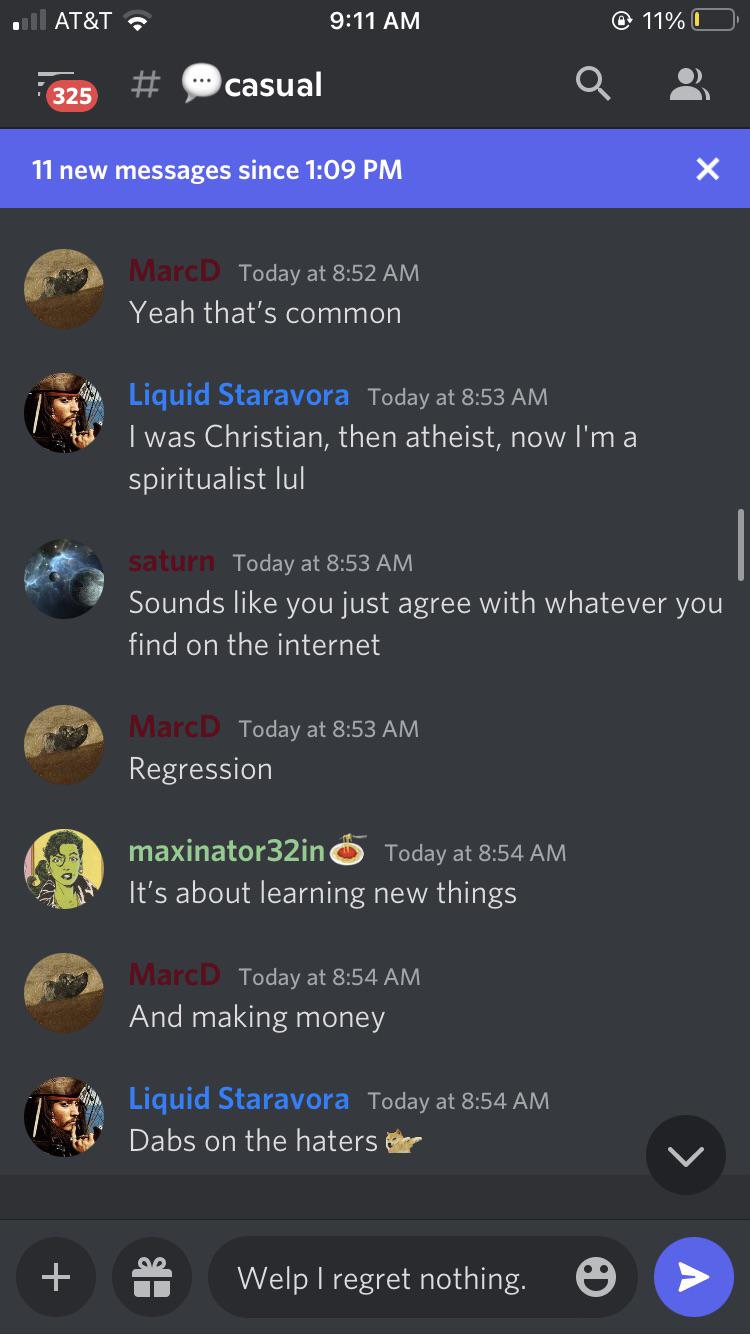 AT&T 9:11 AM 11%
325 # casual
11 new messages since 1:09 PM
MarcD Today at 8:52 AM
Yeah that’s common
Liquid Staravora Today at 8:53 AM
I was Christian, then atheist, now I'm a
spiritualist lul
saturn Today at 8:53 AM
Sounds like you just agree with whatever you
find on the internet
MarcD Today at 8:53 AM
Regression
maxinator32in🍝 Today at 8:54 AM
It’s about learning new things
MarcD Today at 8:54 AM
And making money
Liquid Staravora Today at 8:54 AM
Dabs on the haters
Welp I regret nothing.